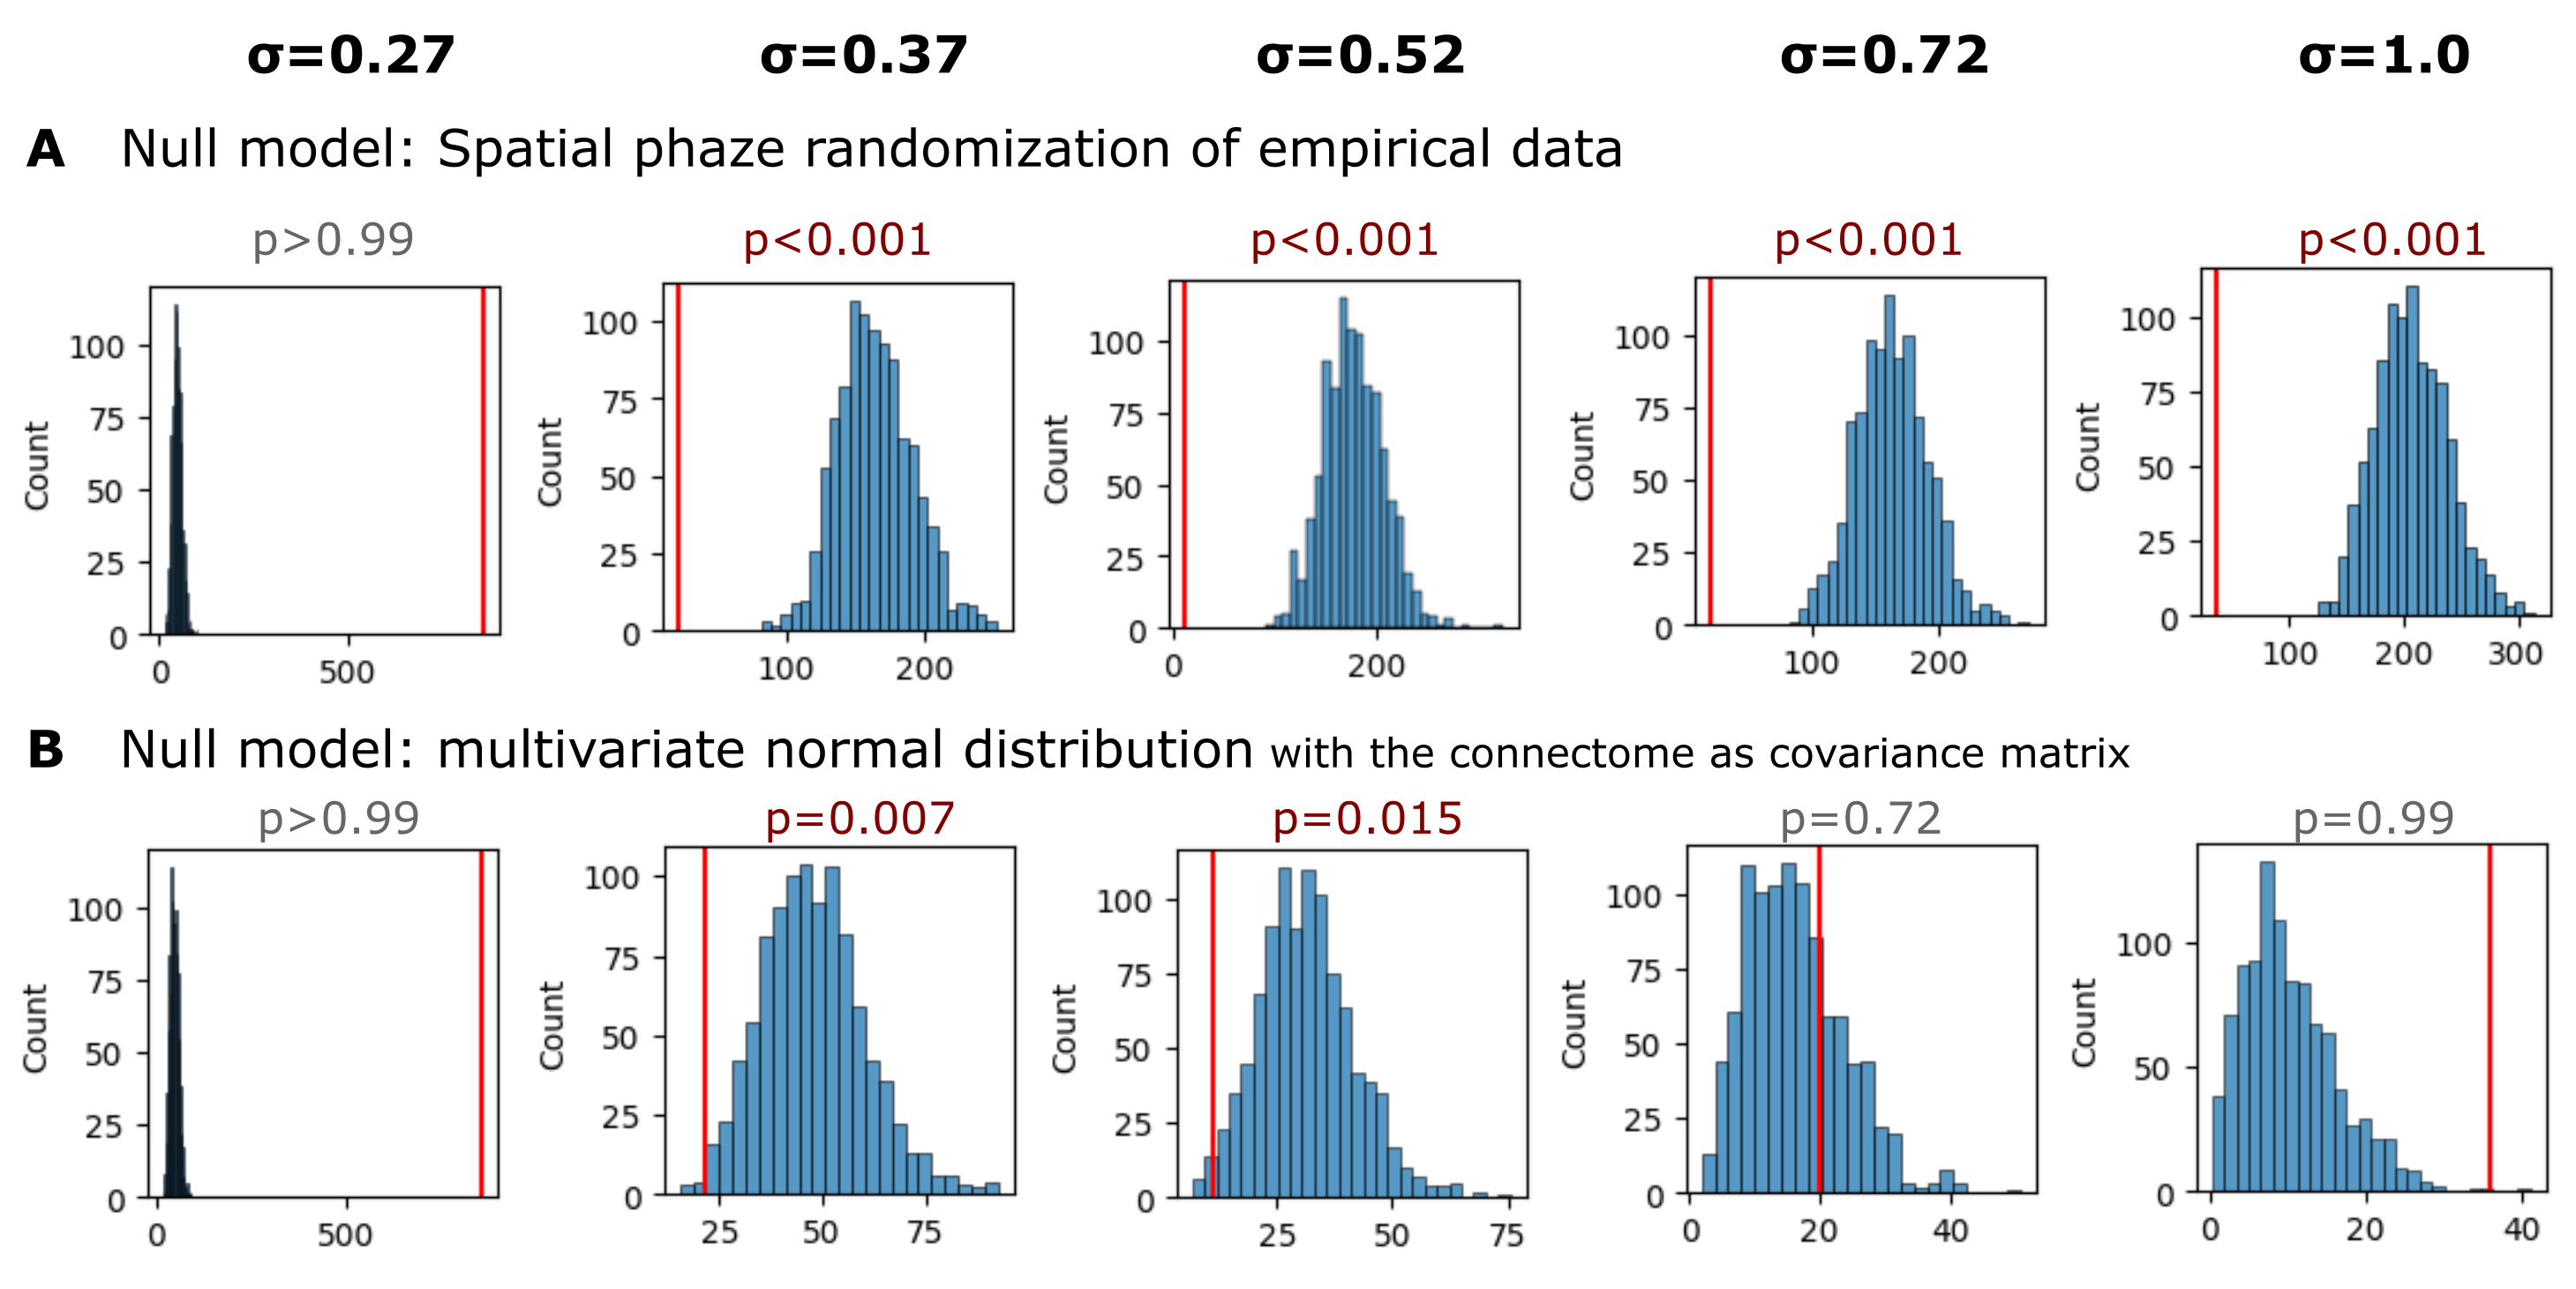 σ=0.27 σ=0.37 σ=0.52 σ=0.72 σ=1.0
A Null model: Spatial phaze randomization of empirical data
p>0.99 p<0.001 p<0.001 p<0.001 p<0.001
Count
100
75
50
25
0
0 500
Count
100
75
50
25
0
100 200
Count
100
75
50
25
0
0 200
Count
100
75
50
25
0
100 200
Count
100
75
50
25
0
100 200 300
B Null model: multivariate normal distribution with the connectome as covariance matrix
p>0.99 p=0.007 p=0.015 p=0.72 p=0.99
Count
100
75
50
25
0
0 500
Count
100
75
50
25
0
25 50 75
Count
100
75
50
25
0
25 50 75
Count
100
75
50
25
0
0 20 40
Count
100
50
0
0 20 40